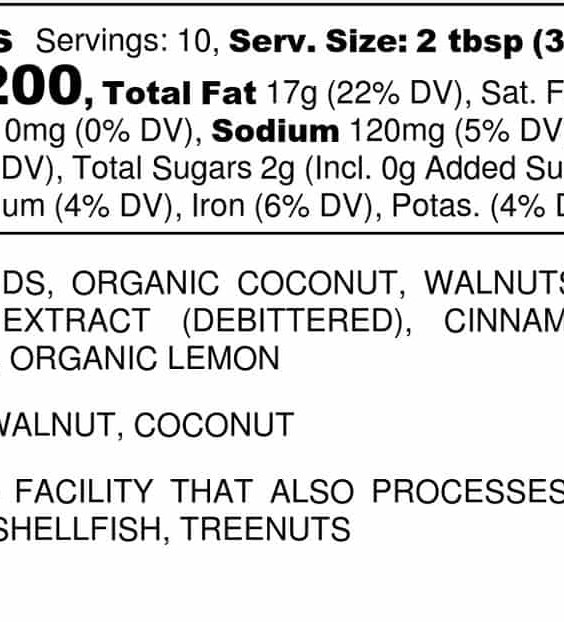 s Servings: 10, Serv. Size: 2 tbsp (3
200, Total Fat 17g (22% DV), Sat. F
0mg (0% DV), Sodium 120mg (5% DV
DV), Total Sugars 2g (Incl. 0g Added Su
um (4% DV), Iron (6% DV), Potas. (4% D
DS, ORGANIC COCONUT, WALNUTS
EXTRACT (DEBITTERED), CINNAM
ORGANIC LEMON
WALNUT, COCONUT
FACILITY THAT ALSO PROCESSES
SHELLFISH, TREENUTS